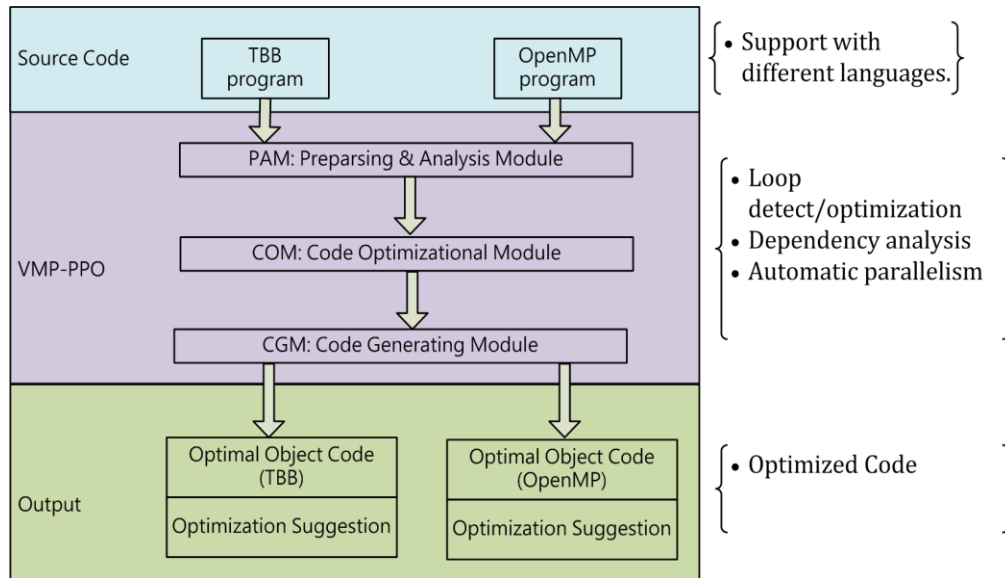 Source Code
TBB
program
OpenMP
program
• Support with
different languages.
VMP-PPO
PAM: Preparsing & Analysis Module
COM: Code Optimizational Module
CGM: Code Generating Module
• Loop
detect/optimization
• Dependency analysis
• Automatic parallelism
Output
Optimal Object Code
(TBB)
Optimization Suggestion
Optimal Object Code
(OpenMP)
Optimization Suggestion
• Optimized Code